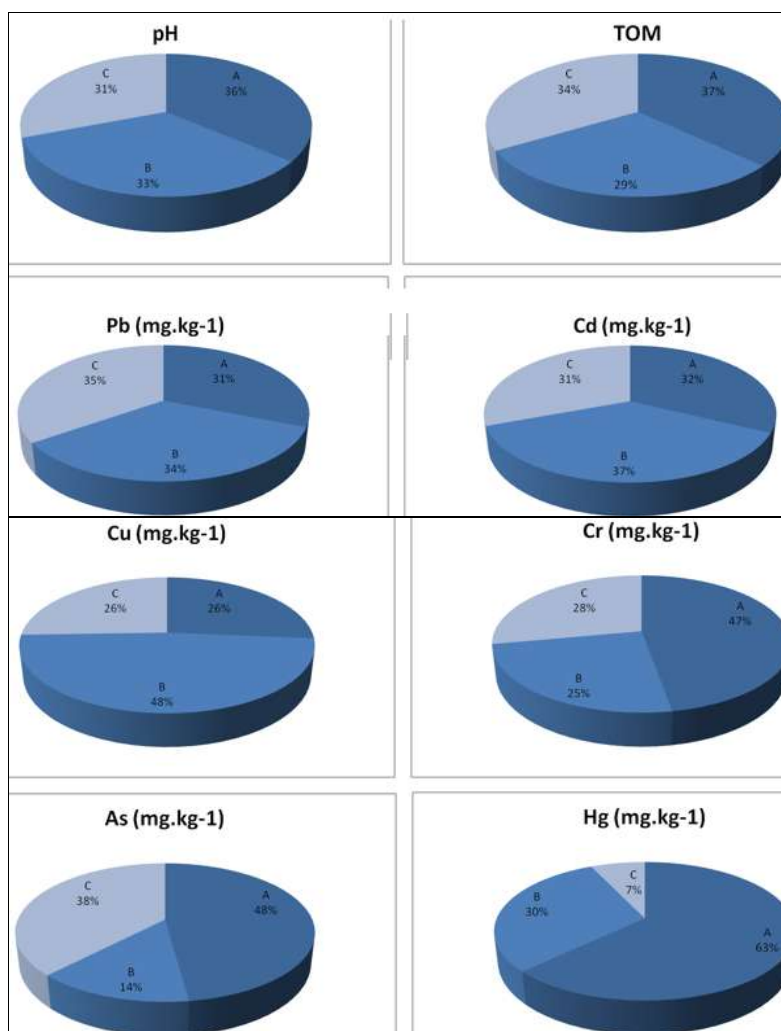 pH
C
31%
A
36%
B
33%
TOM
C
34%
A
37%
B
29%
Pb (mg.kg-1)
C
35%
A
31%
B
34%
Cd (mg.kg-1)
C
31%
A
32%
B
37%
Cu (mg.kg-1)
C
26%
A
26%
B
48%
Cr (mg.kg-1)
C
28%
A
47%
B
25%
As (mg.kg-1)
C
38%
A
48%
B
14%
Hg (mg.kg-1)
C
7%
B
30%
A
63%